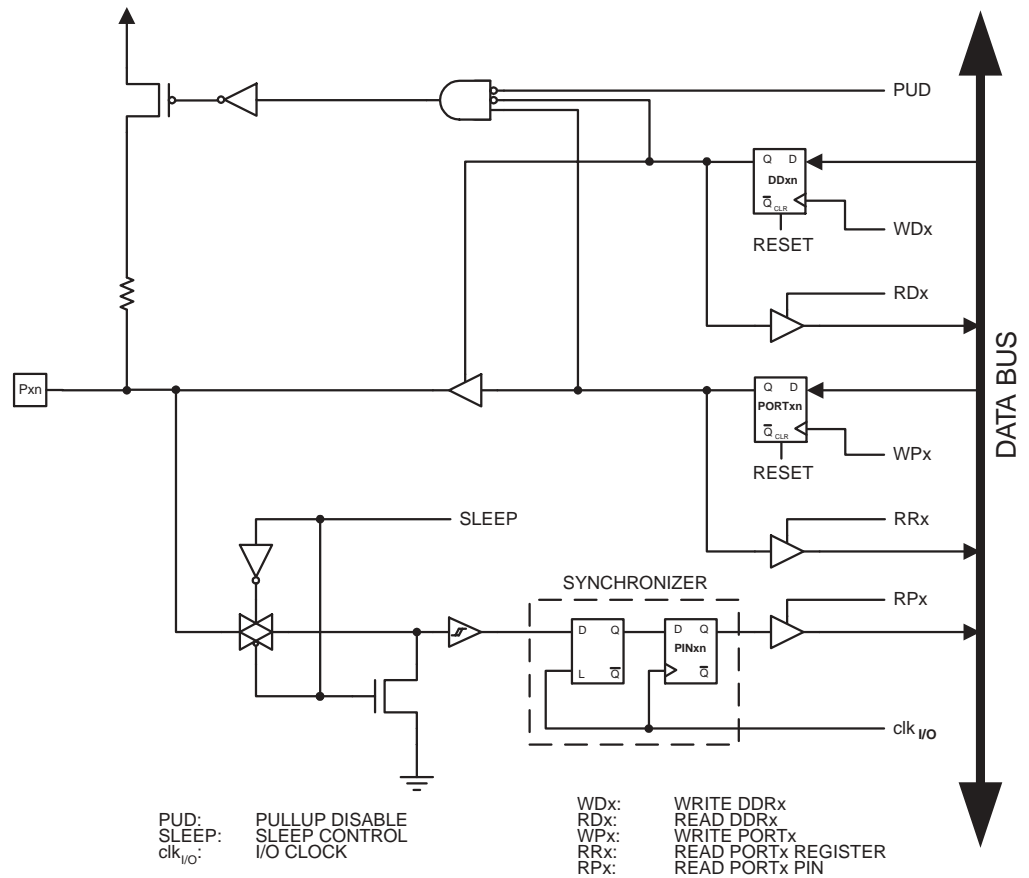 PUD
Q D
DDxn
Q CLR
WDx
RESET
RDx
DATA BUS
Pxn
Q D
PORTxn
Q CLR
WPx
RESET
SLEEP
RRx
SYNCHRONIZER
RPx
D Q
L Q
D Q
PINxn
Q
clk I/O
PUD: PULLUP DISABLE
SLEEP: SLEEP CONTROL
clkI/O: I/O CLOCK
WDx: WRITE DDRx
RDx: READ DDRx
WPx: WRITE PORTx
RRx: READ PORTx REGISTER
RPx: READ PORTx PIN